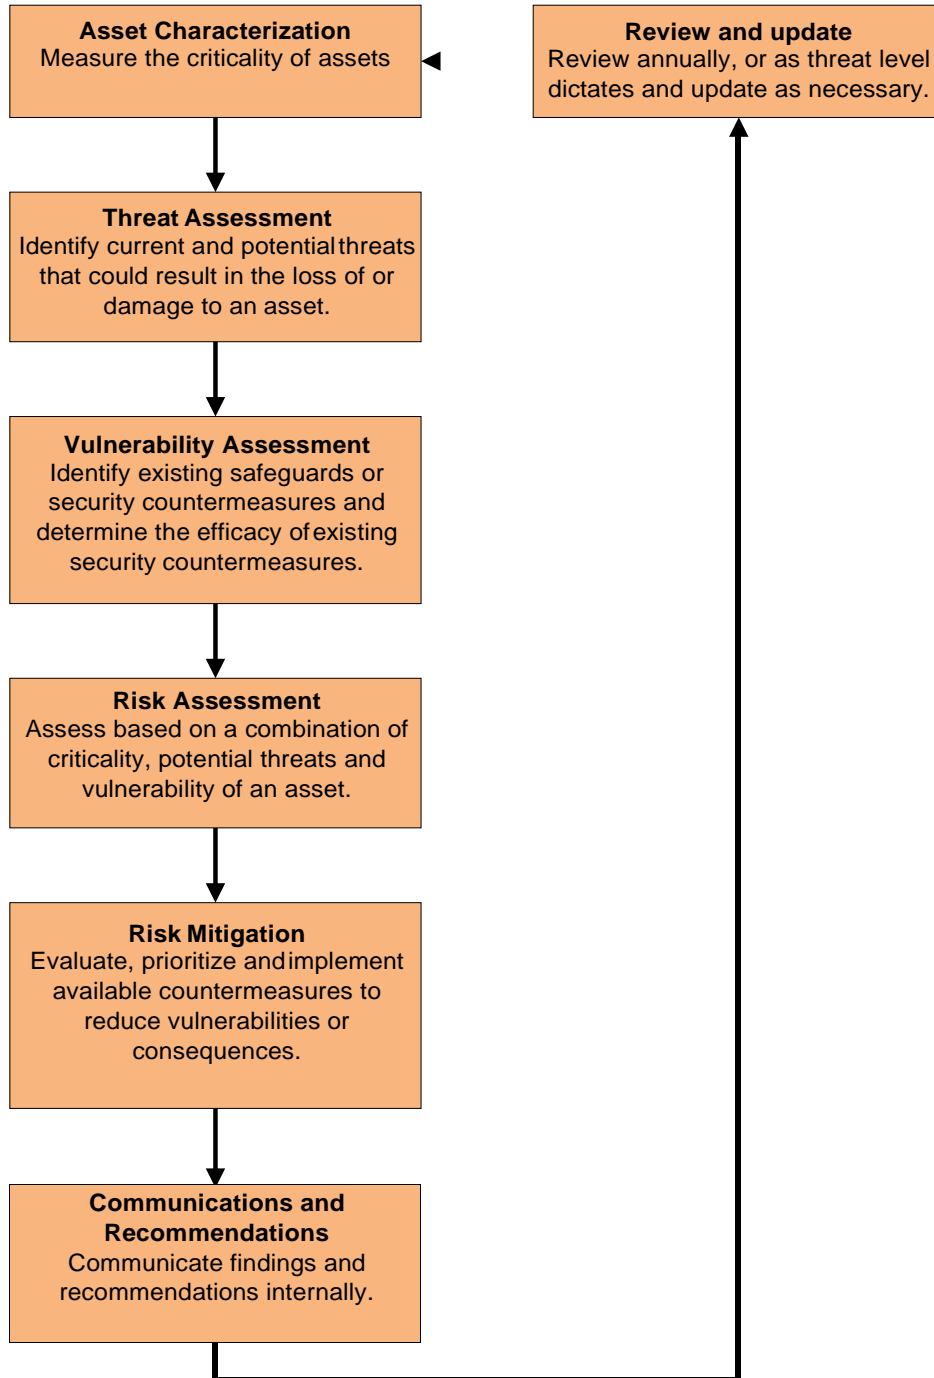 Asset Characterization
Measure the criticality of assets
Review and update
Review annually, or as threat level
dictates and update as necessary.
Threat Assessment
Identify current and potential threats
that could result in the loss of or
damage to an asset.
Vulnerability Assessment
Identify existing safeguards or
security countermeasures and
determine the efficacy of existing
security countermeasures.
Risk Assessment
Assess based on a combination of
criticality, potential threats and
vulnerability of an asset.
Risk Mitigation
Evaluate, prioritize and implement
available countermeasures to
reduce vulnerabilities or
consequences.
Communications and
Recommendations
Communicate findings and
recommendations internally.